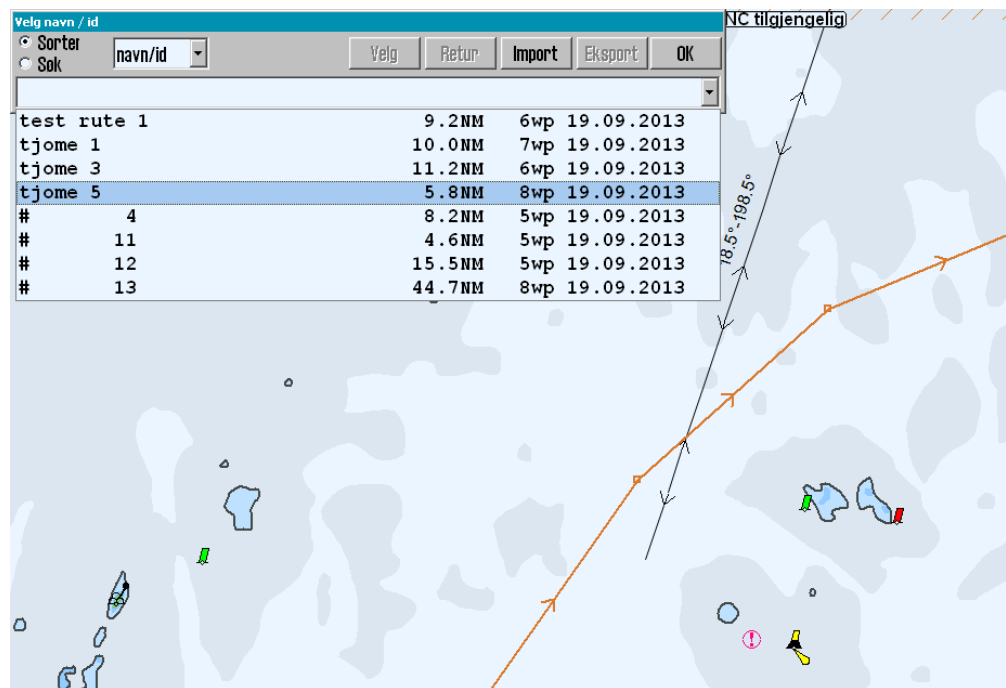 Velg navn / id
NC tilgjengelig
Sorter
Søk
navn/id
Velg
Retur
Import
Eksport
OK
test rute 1 9.2NM 6wp 19.09.2013
tjome 1 10.0NM 7wp 19.09.2013
tjome 3 11.2NM 6wp 19.09.2013
tjome 5 5.8NM 8wp 19.09.2013
# 4 8.2NM 5wp 19.09.2013
# 11 4.6NM 5wp 19.09.2013
# 12 15.5NM 5wp 19.09.2013
# 13 44.7NM 8wp 19.09.2013
18.5°-198.5°